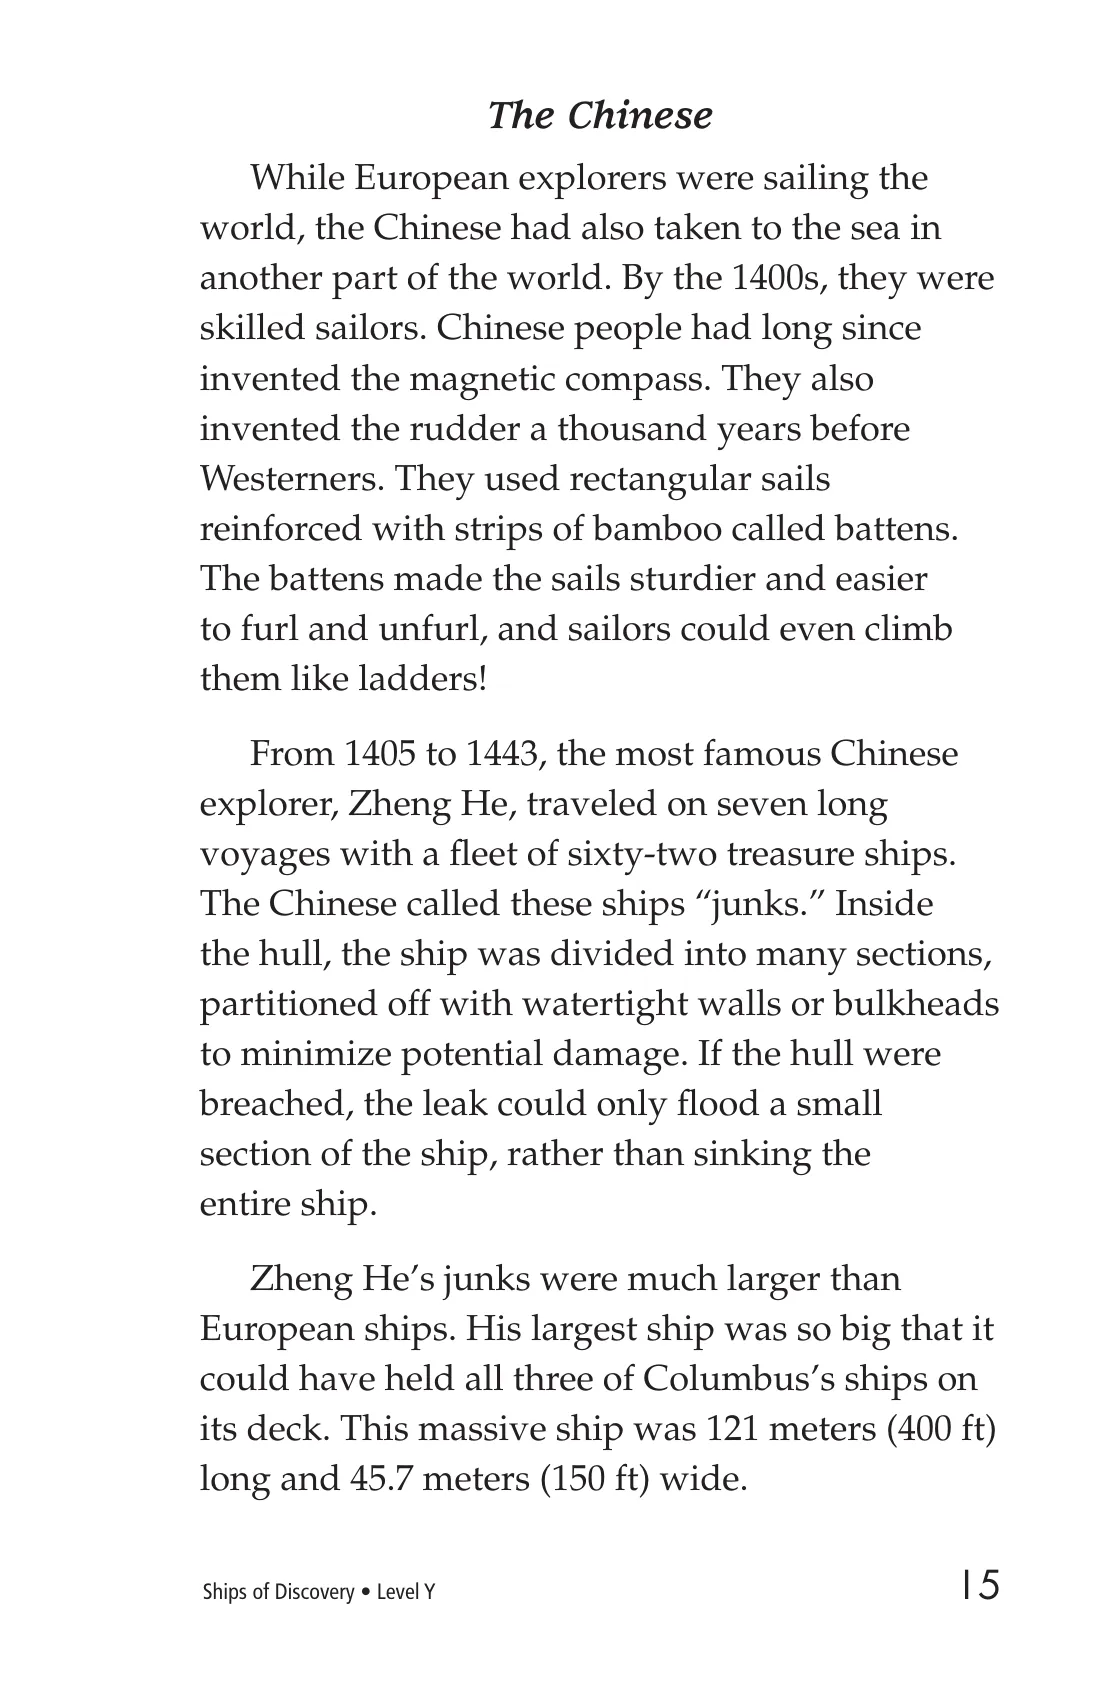 The Chinese
While European explorers were sailing the
world, the Chinese had also taken to the sea in
another part of the world. By the 1400s, they were
skilled sailors. Chinese people had long since
invented the magnetic compass. They also
invented the rudder a thousand years before
Westerners. They used rectangular sails
reinforced with strips of bamboo called battens.
The battens made the sails sturdier and easier
to furl and unfurl, and sailors could even climb
them like ladders!
From 1405 to 1443, the most famous Chinese
explorer, Zheng He, traveled on seven long
voyages with a fleet of sixty-two treasure ships.
The Chinese called these ships “junks.” Inside
the hull, the ship was divided into many sections,
partitioned off with watertight walls or bulkheads
to minimize potential damage. If the hull were
breached, the leak could only flood a small
section of the ship, rather than sinking the
entire ship.
Zheng He’s junks were much larger than
European ships. His largest ship was so big that it
could have held all three of Columbus’s ships on
its deck. This massive ship was 121 meters (400 ft)
long and 45.7 meters (150 ft) wide.
Ships of Discovery • Level Y
15